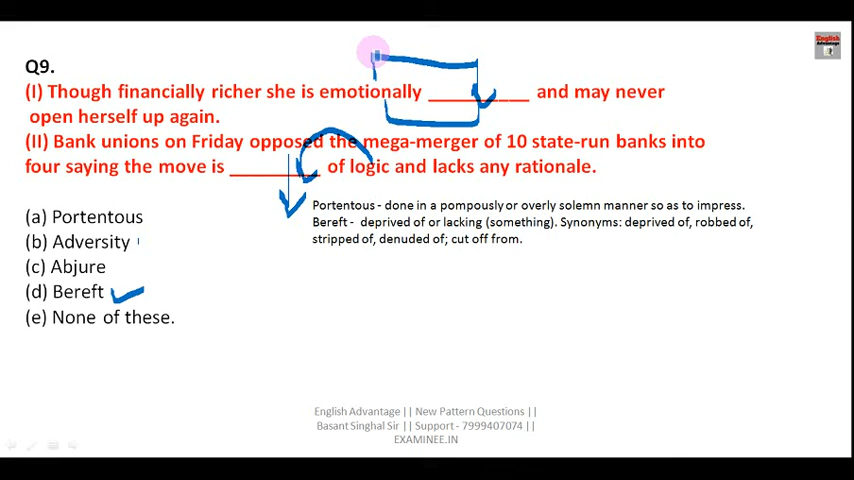 English
Advantage
Q9.
(I) Though financially richer she is emotionally __________ and may never
open herself up again.
(II) Bank unions on Friday opposed the mega-merger of 10 state-run banks into
four saying the move is _________ of logic and lacks any rationale.
Portentous - done in a pompously or overly solemn manner so as to impress.
Bereft - deprived of or lacking (something). Synonyms: deprived of, robbed of,
stripped of, denuded of; cut off from.
(a) Portentous
(b) Adversity
(c) Abjure
(d) Bereft
(e) None of these.
English Advantage || New Pattern Questions ||
Basant Singhal Sir || Support - 7999407074 ||
EXAMINEE.IN